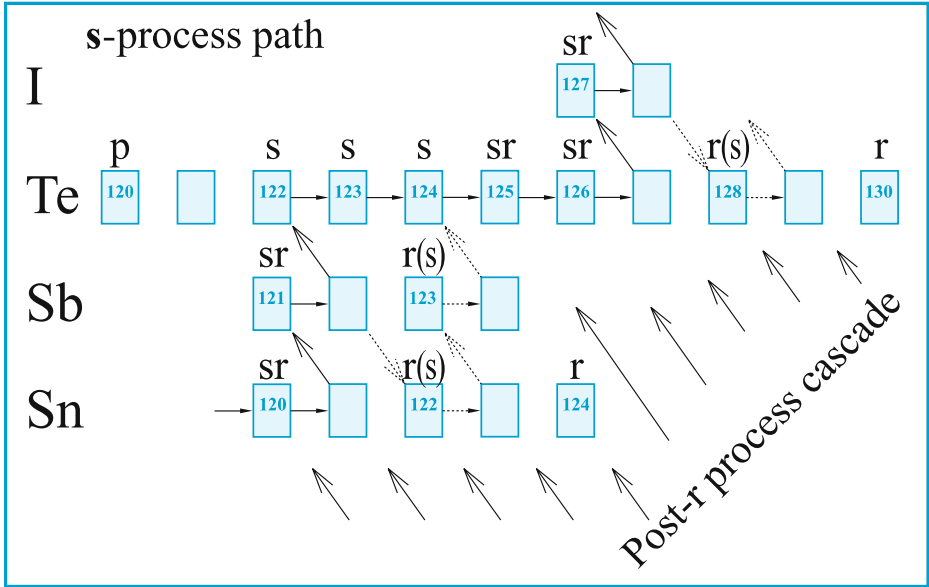 s-process path
sr
I 127
p s s s sr sr r(s) r
Te 120 122 123 124 125 126 128 130
sr r(s)
Sb 121 123
sr r(s) r
Sn 120 122 124
Post-r process cascade